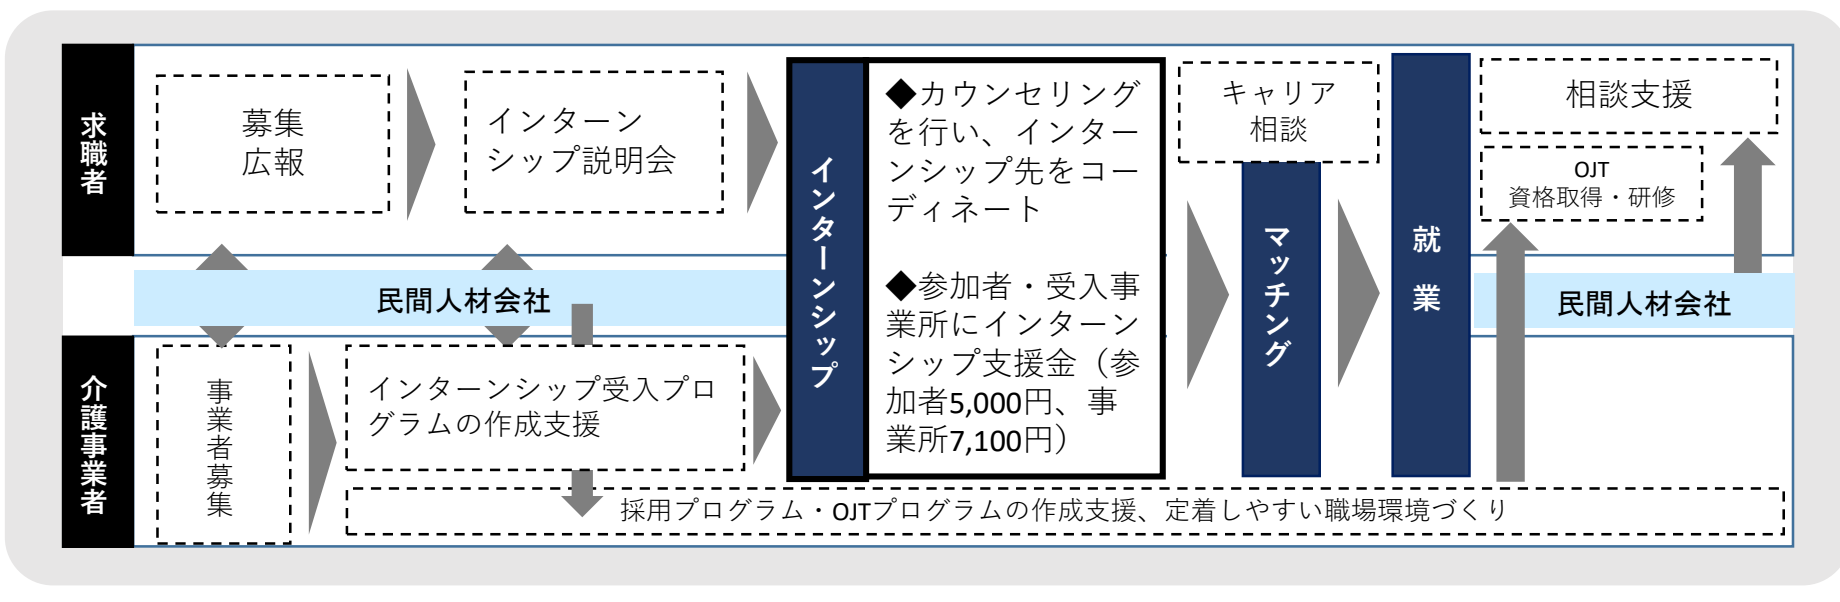 求職者
募集
広報
インターン
シップ説明会
インターンシップ
◆カウンセリング
を行い、インター
ンシップ先をコー
ディネート
◆参加者・受入事
業所にインターン
シップ支援金（参
加者5,000円、事
業所7,100円）
キャリア
相談
マッチング
就業
相談支援
OJT
資格取得・研修
民間人材会社
民間人材会社
介護事業者
事業者募集
インターンシップ受入プロ
グラムの作成支援
採用プログラム・OJTプログラムの作成支援、定着しやすい職場環境づくり